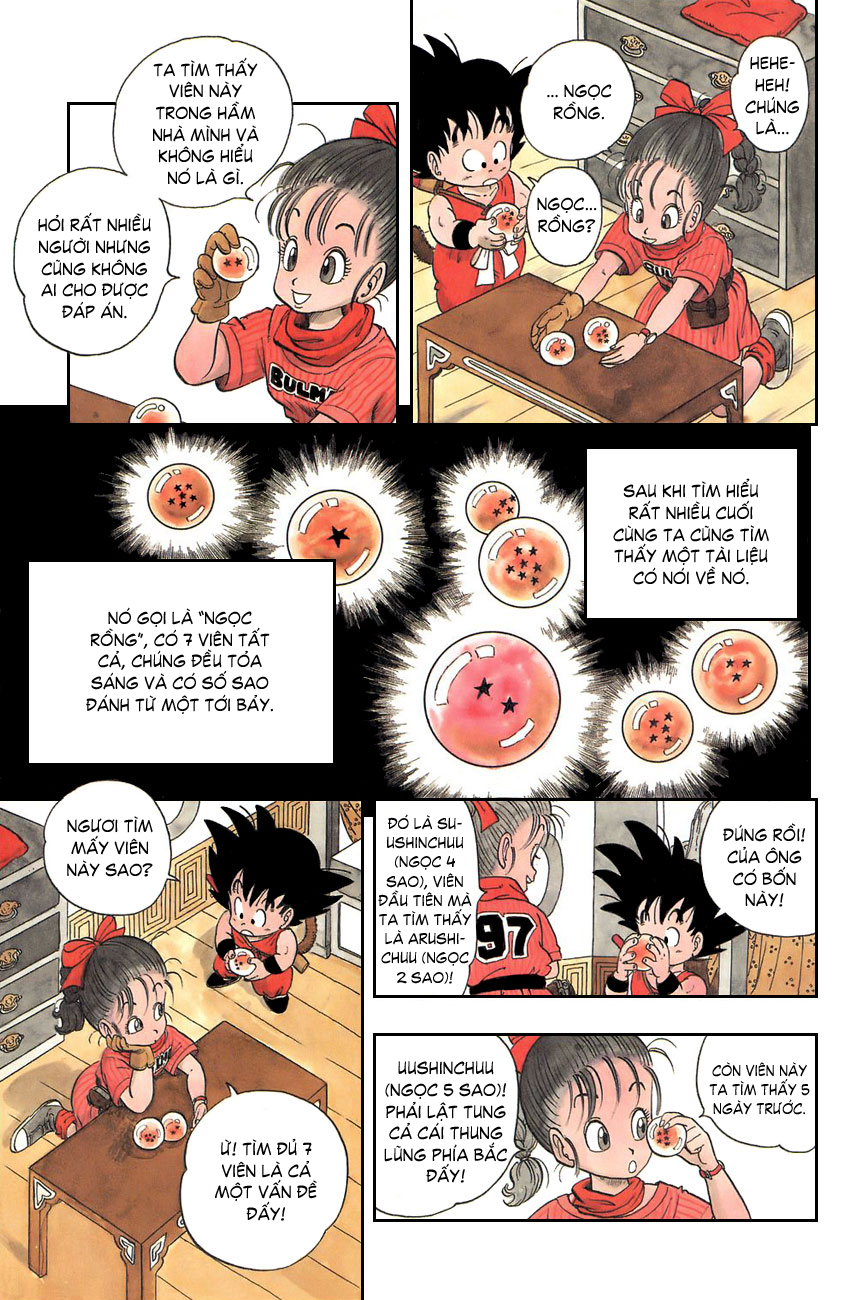 HEHE-
HEH!
CHÚNG
LÀ...
... NGỌC
RỒNG.
NGỌC...
RỒNG?
BUL
TA TÌM THẤY
VIÊN NÀY
TRONG HẦM
NHÀ MÌNH VÀ
KHÔNG HIỂU
NÓ LÀ GÌ.
HỎI RẤT NHIỀU
NGƯỜI NHƯNG
CŨNG KHÔNG
AI CHO ĐƯỢC
ĐÁP ÁN.
BULM
SAU KHI TÌM HIỂU
RẤT NHIỀU CUỐI
CÙNG TA CŨNG TÌM
THẤY MỘT TÀI LIỆU
CÓ NÓI VỀ NÓ.
NÓ GỌI LÀ “NGỌC
RỒNG”, CÓ 7 VIÊN TẤT
CẢ, CHÚNG ĐỀU TỎA
SÁNG VÀ CÓ SỐ SAO
ĐÁNH TỪ MỘT TỚI BẢY.
ĐÚNG RỒI!
CỦA ÔNG
CÓ BỐN
NÀY!
ĐÓ LÀ SU-
USHINCHUU
(NGỌC 4
SAO), VIÊN
ĐẦU TIÊN MÀ
TA TÌM THẤY
LÀ ARUSHI-
CHUU (NGỌC
2 SAO)!
97
CÒN VIÊN NÀY
TA TÌM THẤY 5
NGÀY TRƯỚC.
UUSHINCHUU
(NGỌC 5 SAO)!
PHẢI LẬT TUNG
CẢ CÁI THUNG
LŨNG PHÍA BẮC
ĐẤY!
NGƯƠI TÌM
MẤY VIÊN
NÀY SAO?
Ừ! TÌM ĐỦ 7
VIÊN LÀ CẢ
MỘT VẤN ĐỀ
ĐẤY!